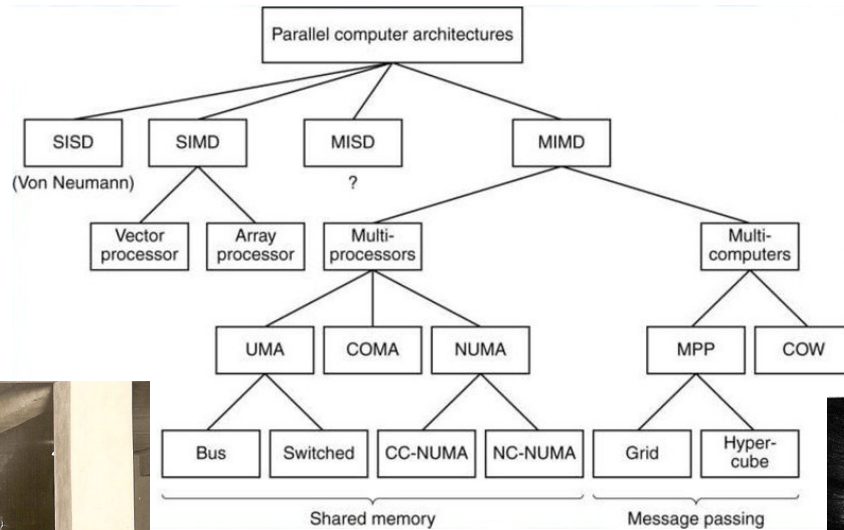 Parallel computer architectures
SISD
SIMD
MISD
MIMD
(Von Neumann)
?
Vector
processor
Array
processor
Multi-
processors
Multi-
computers
UMA
COMA
NUMA
MPP
COW
Bus
Switched
CC-NUMA
NC-NUMA
Grid
Hyper-
cube
Shared memory
Message passing